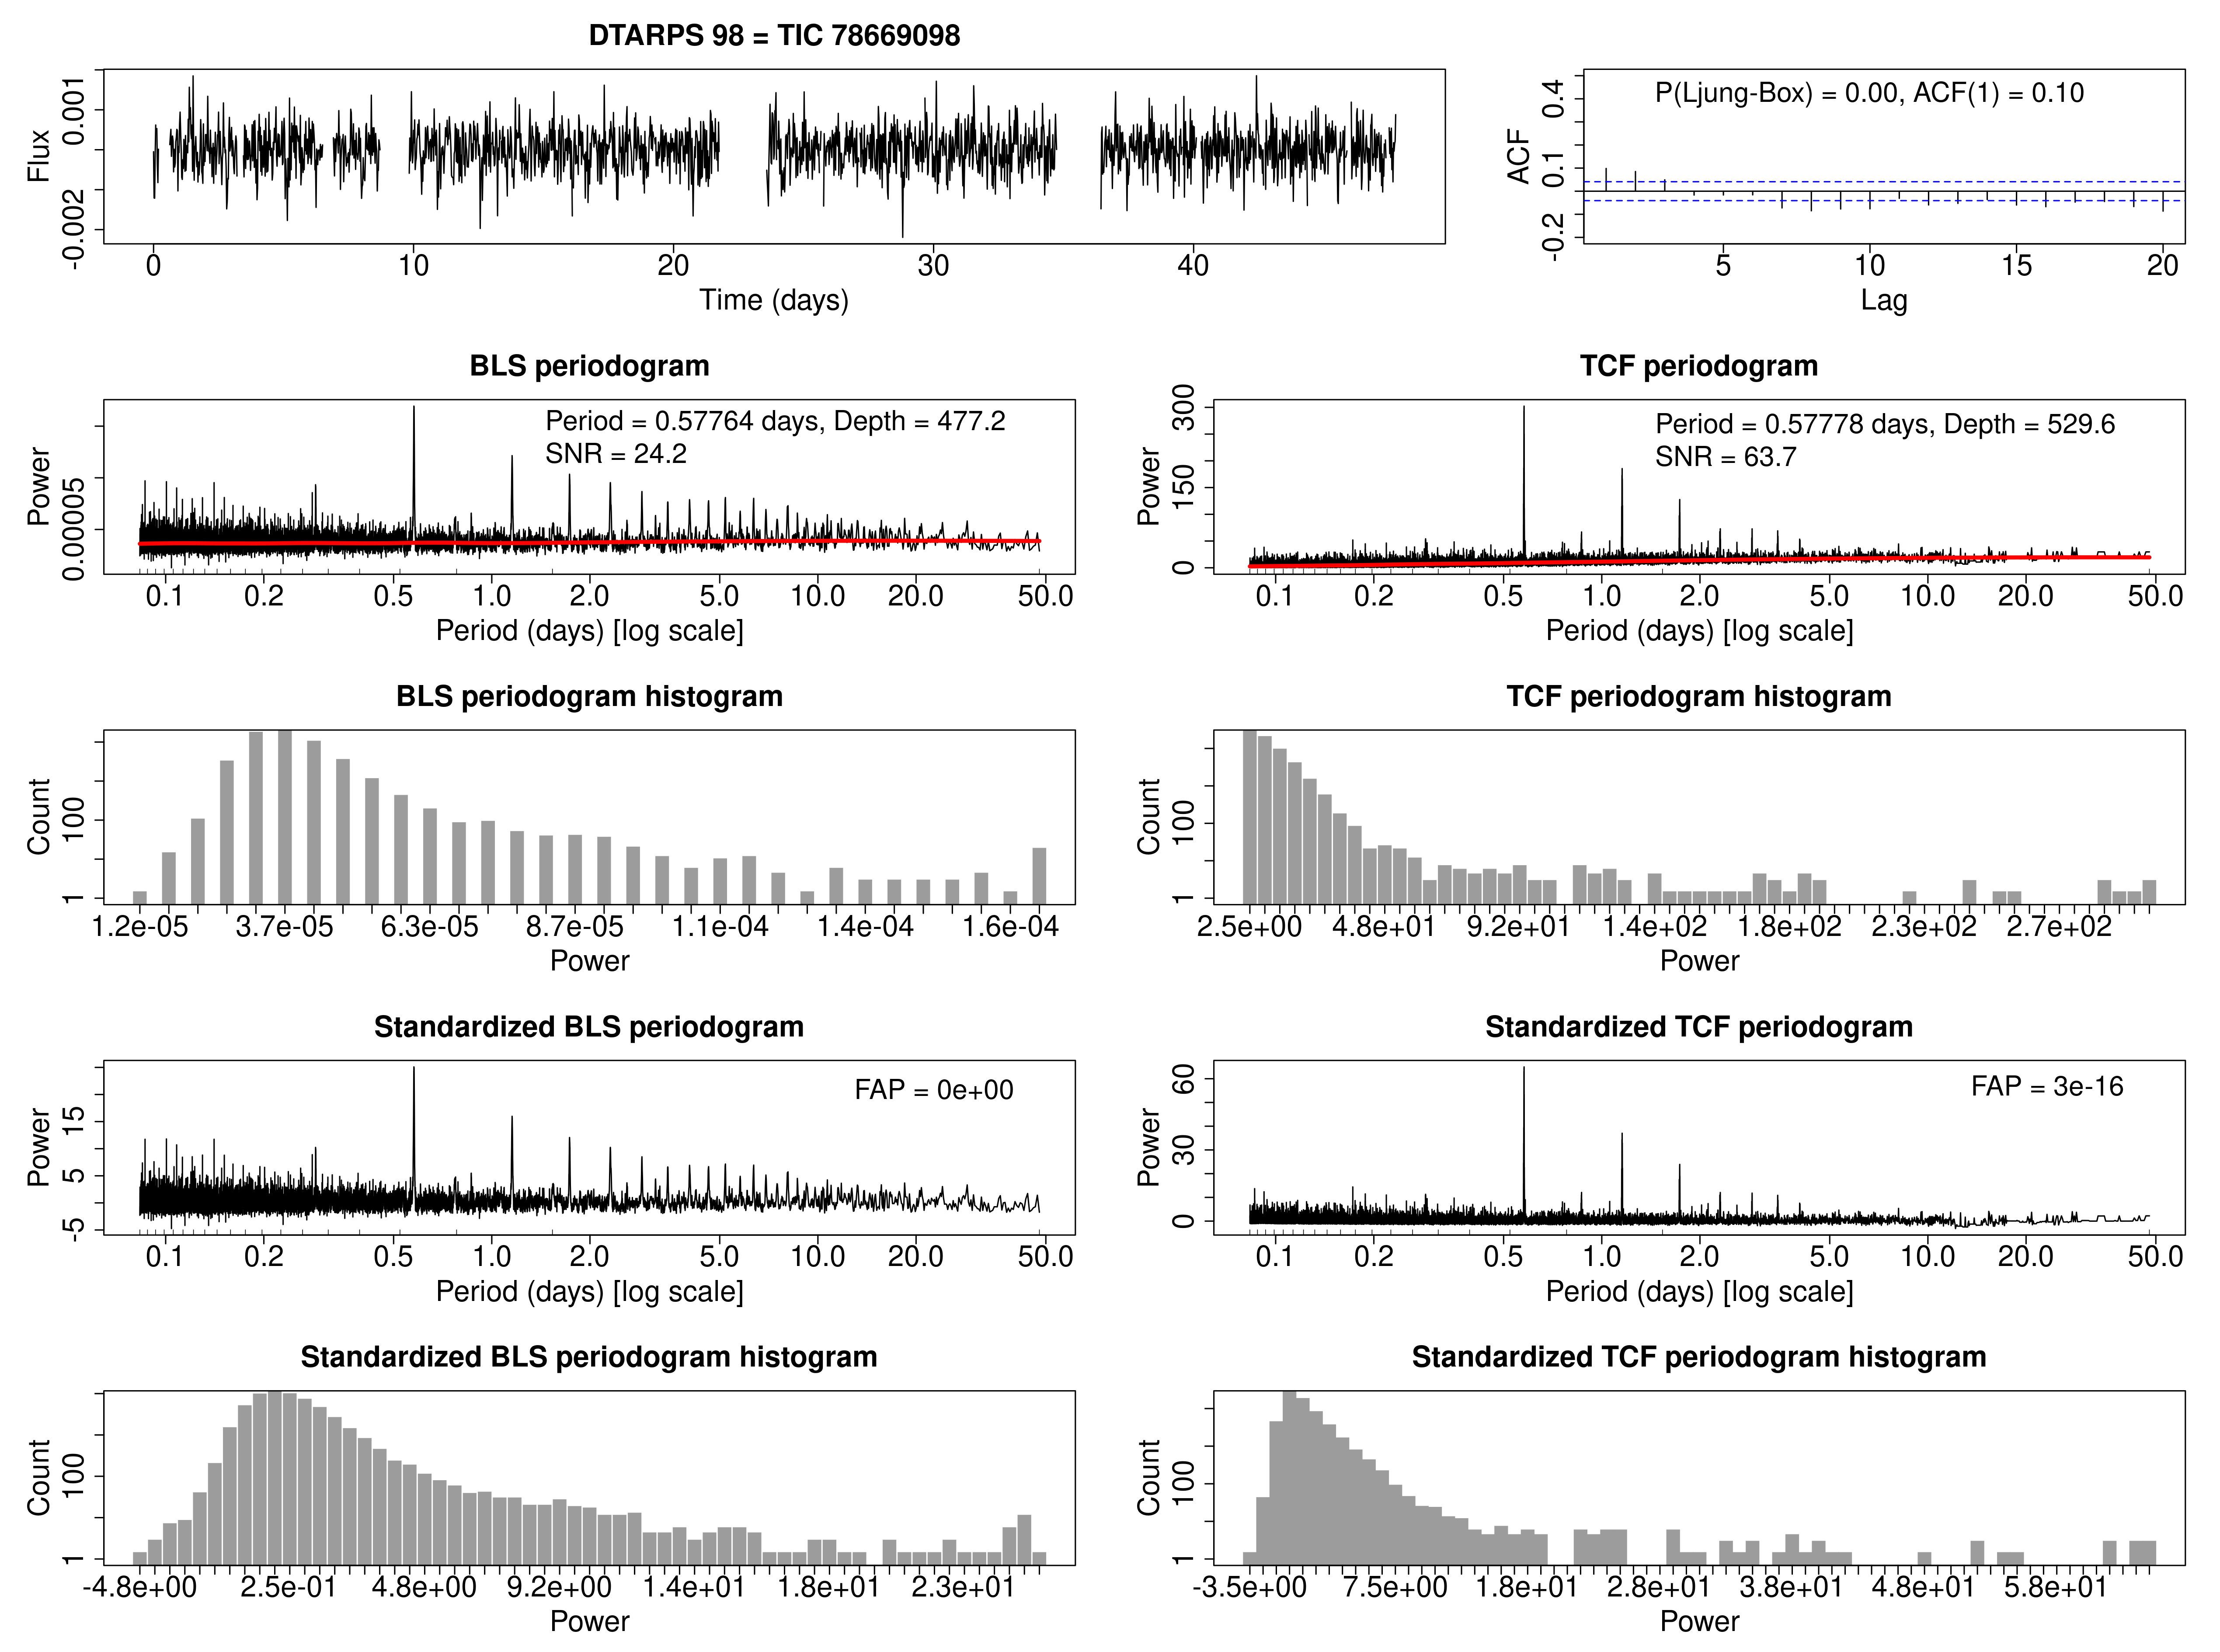 DTARPS 98 = TIC 78669098
Flux
-0.002 0.001
0 10 20 30 40
Time (days)
P(Ljung-Box) = 0.00, ACF(1) = 0.10
ACF
-0.2 0.1 0.4
5 10 15 20
Lag
BLS periodogram
Period = 0.57764 days, Depth = 477.2
SNR = 24.2
Power
0.000005
0.1 0.2 0.5 1.0 2.0 5.0 10.0 20.0 50.0
Period (days) [log scale]
TCF periodogram
Period = 0.57778 days, Depth = 529.6
SNR = 63.7
Power
0 150 300
0.1 0.2 0.5 1.0 2.0 5.0 10.0 20.0 50.0
Period (days) [log scale]
BLS periodogram histogram
Count
1 100
1.2e-05 3.7e-05 6.3e-05 8.7e-05 1.1e-04 1.4e-04 1.6e-04
Power
TCF periodogram histogram
Count
1 100
2.5e+00 4.8e+01 9.2e+01 1.4e+02 1.8e+02 2.3e+02 2.7e+02
Power
Standardized BLS periodogram
FAP = 0e+00
Power
-5 5 15
0.1 0.2 0.5 1.0 2.0 5.0 10.0 20.0 50.0
Period (days) [log scale]
Standardized TCF periodogram
FAP = 3e-16
Power
0 30 60
0.1 0.2 0.5 1.0 2.0 5.0 10.0 20.0 50.0
Period (days) [log scale]
Standardized BLS periodogram histogram
Count
1 100
-4.8e+00 2.5e-01 4.8e+00 9.2e+00 1.4e+01 1.8e+01 2.3e+01
Power
Standardized TCF periodogram histogram
Count
1 100
-3.5e+00 7.5e+00 1.8e+01 2.8e+01 3.8e+01 4.8e+01 5.8e+01
Power